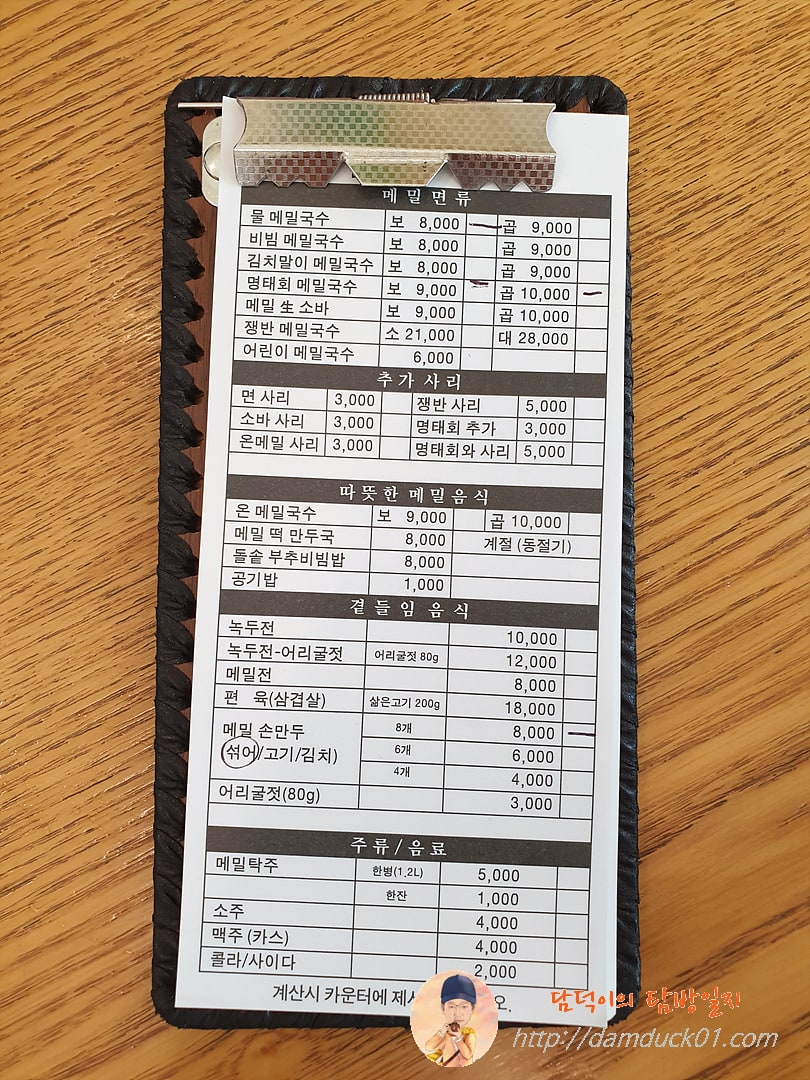 메 밀 면 류
물 메밀국수 보 8,000 곱 9,000
비빔 메밀국수 보 8,000 곱 9,000
김치말이 메밀국수 보 8,000 곱 9,000
명태회 메밀국수 보 9,000 곱 10,000
메밀 生 소바 보 9,000 곱 10,000
쟁반 메밀국수 소 21,000 대 28,000
어린이 메밀국수 6,000
추 가 사 리
면 사리 3,000 쟁반 사리 5,000
소바 사리 3,000 명태회 추가 3,000
온메밀 사리 3,000 명태회와 사리 5,000
따 뜻 한 메 밀 음 식
온 메밀국수 보 9,000 곱 10,000
메밀 떡 만두국 8,000 계절 (동절기)
돌솥 부추비빔밥 8,000
공기밥 1,000
곁 들 임 음 식
녹두전 10,000
녹두전-어리굴젓 어리굴젓 80g 12,000
메밀전 8,000
편 육(삼겹살) 삶은고기 200g 18,000
메밀 손만두 8개 8,000
(섞어/고기/김치) 6개 6,000
4개 4,000
어리굴젓(80g) 3,000
주 류 / 음 료
메밀탁주 한병(1.2L) 5,000
한잔 1,000
소주 4,000
맥주 (카스) 4,000
콜라/사이다 2,000
계산시 카운터에 제시 오.
담덕이의 탐방일지
http://damduck01.com